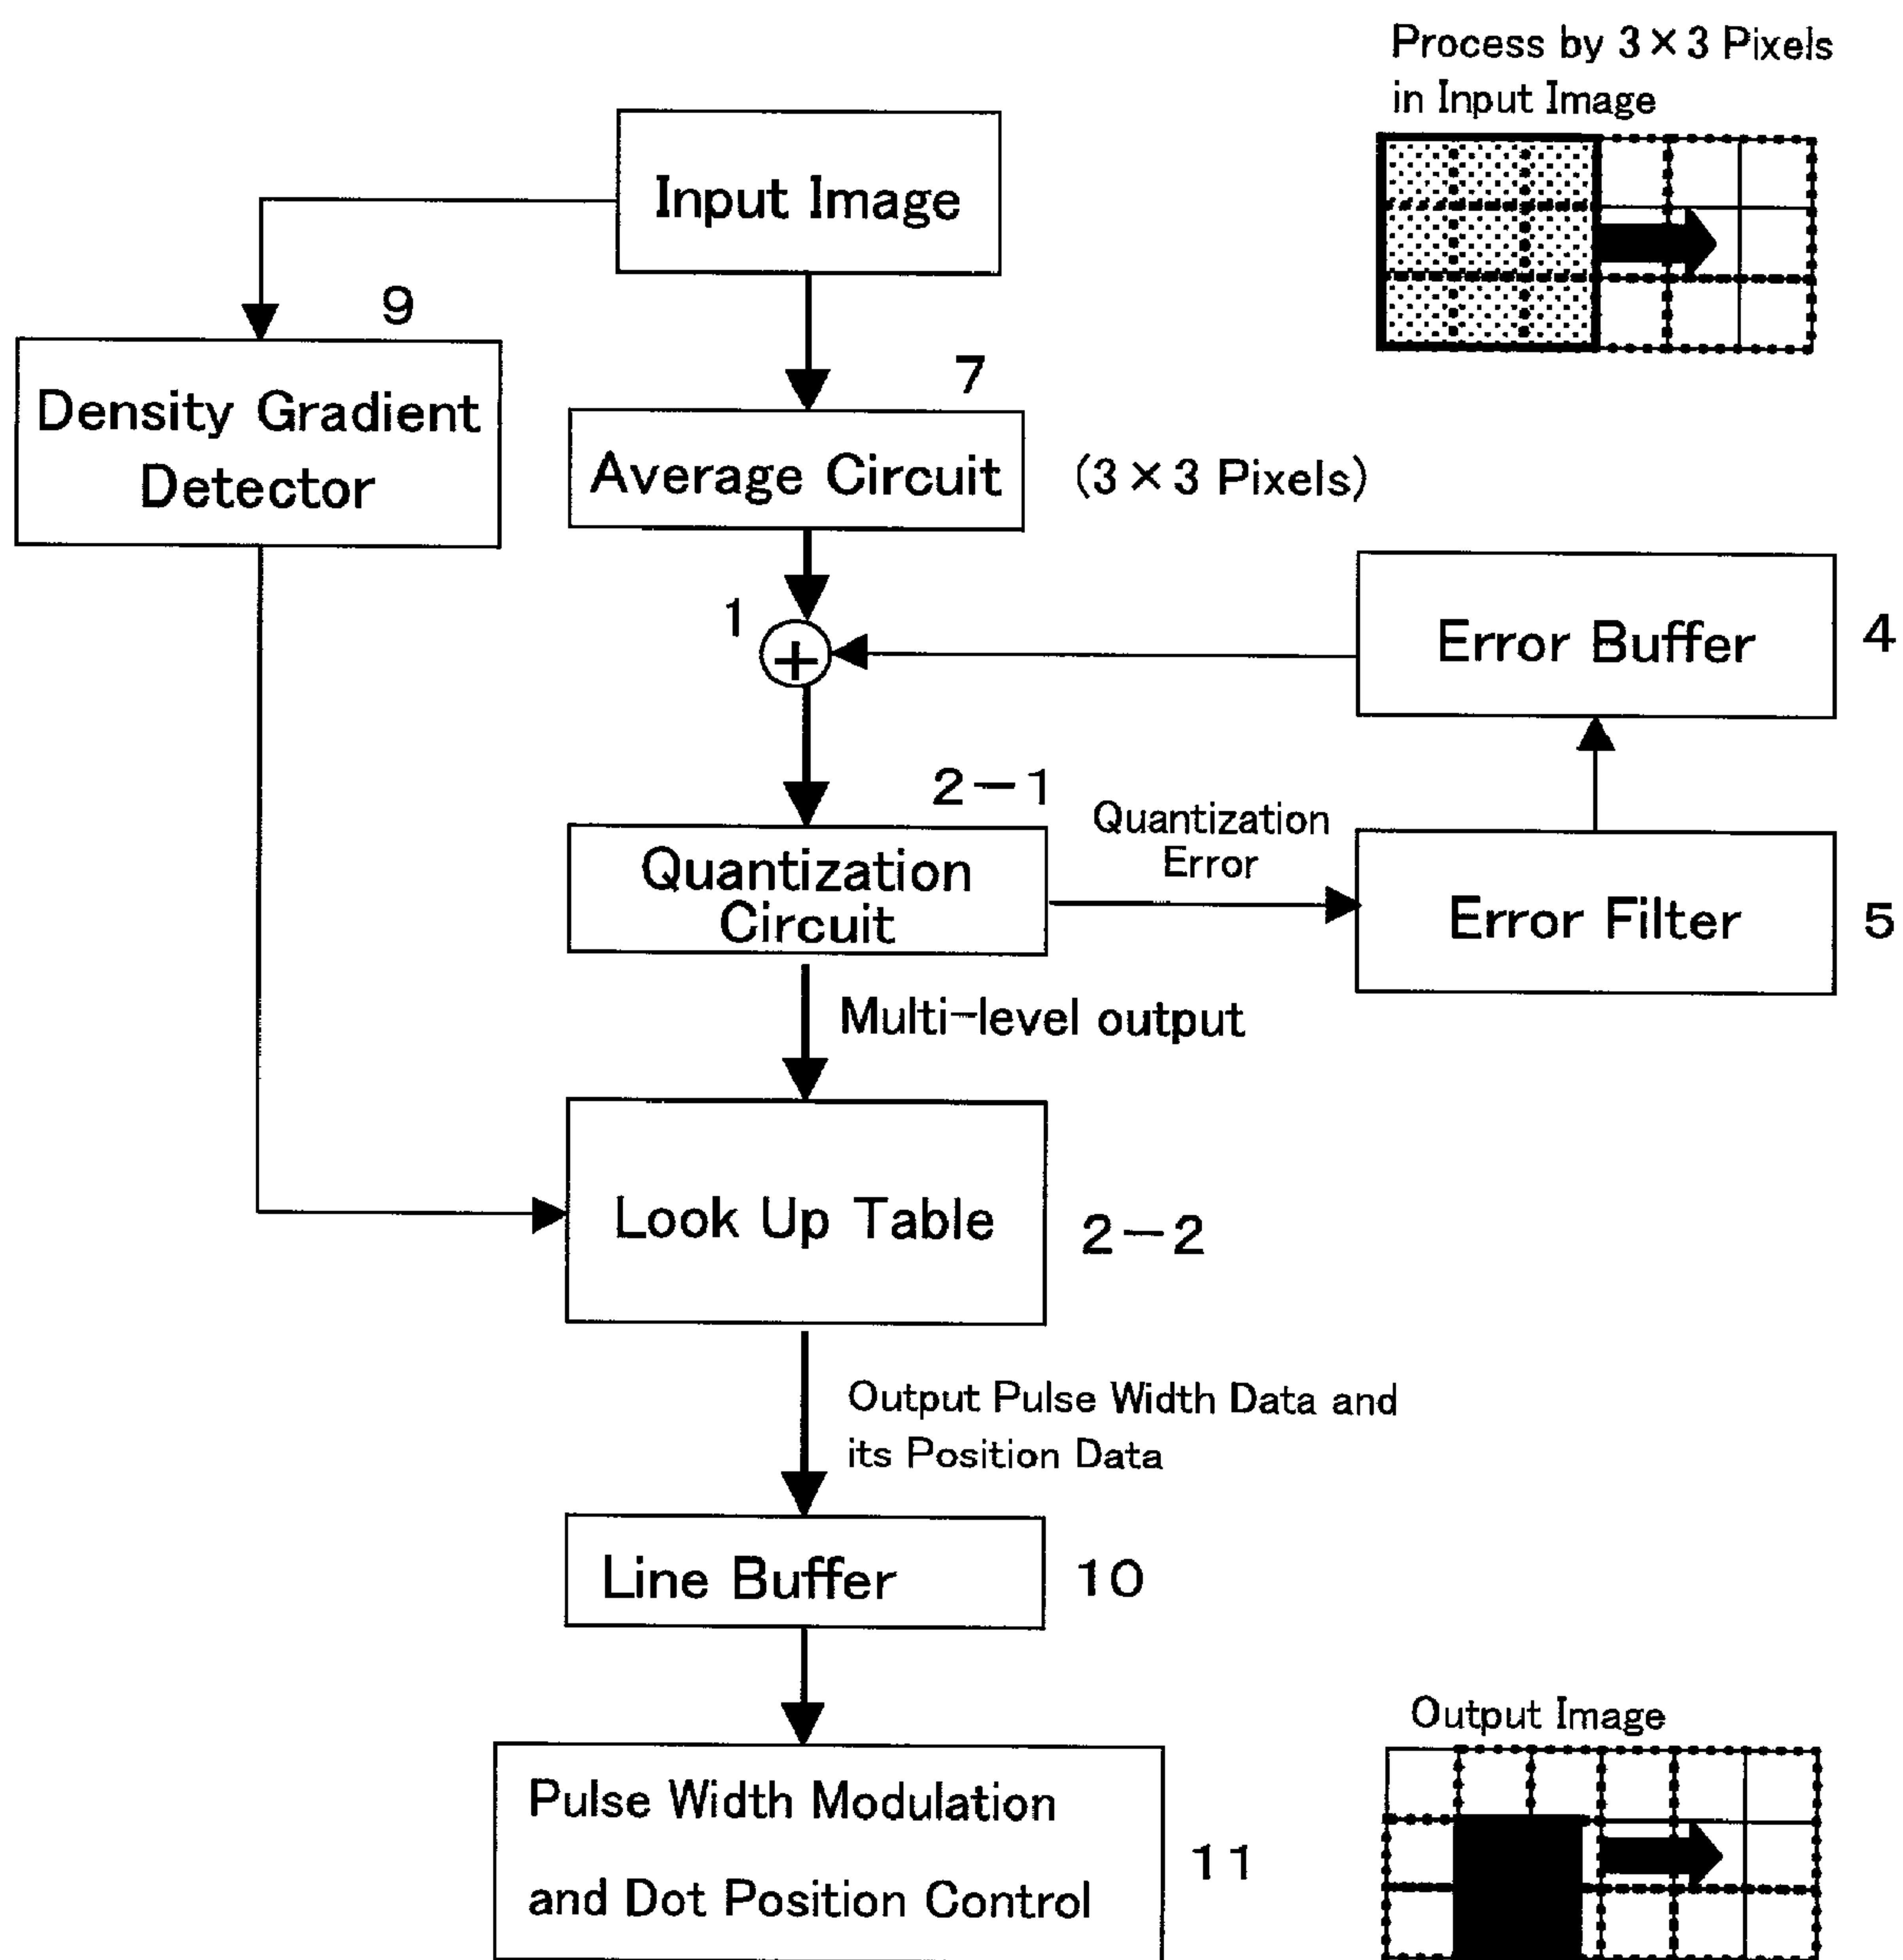 Process by 3×3 Pixels
in Input Image
Input Image
9
Density Gradient
Detector
7
Average Circuit
(3×3 Pixels)
1
+
Error Buffer
4
2-1
Quantization
Circuit
Quantization
Error
Error Filter
5
Multi-level output
Look Up Table
2-2
Output Pulse Width Data and
its Position Data
Line Buffer
10
Output Image
Pulse Width Modulation
and Dot Position Control
11